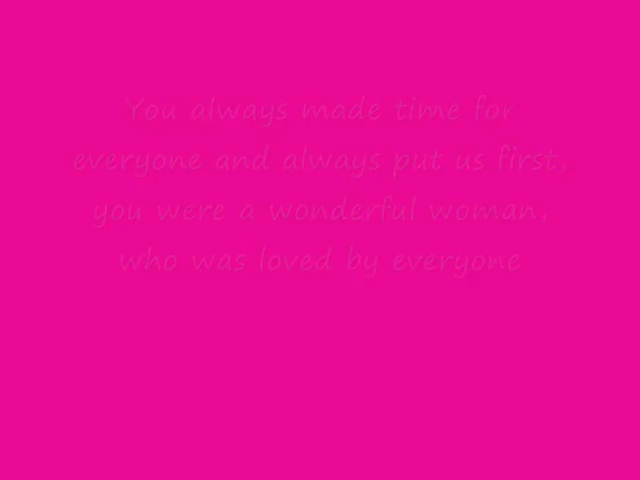 You always made time for
everyone and always put us first,
you were a wonderful woman,
who was loved by everyone